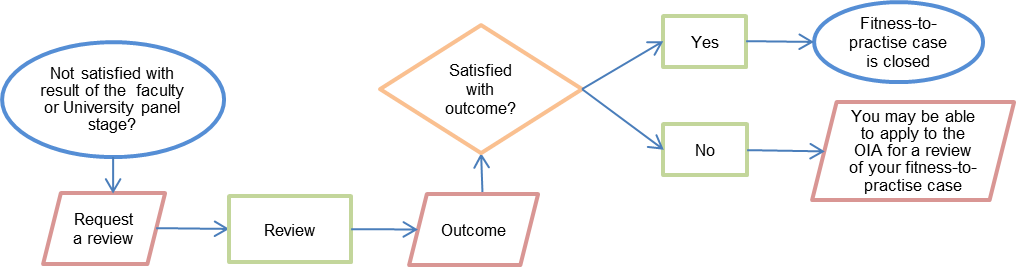 Not satisfied with
result of the faculty
or University panel
stage?
Request
a review
Review
Outcome
Satisfied
with
outcome?
Yes
Fitness-to-
practise case
is closed
No
You may be able
to apply to the
OIA for a review
of your fitness-to-
practise case